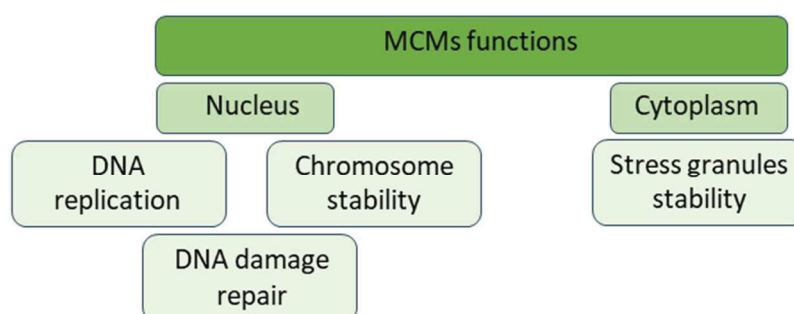 MCMs functions
Nucleus
Cytoplasm
DNA
replication
Chromosome
stability
Stress granules
stability
DNA damage
repair